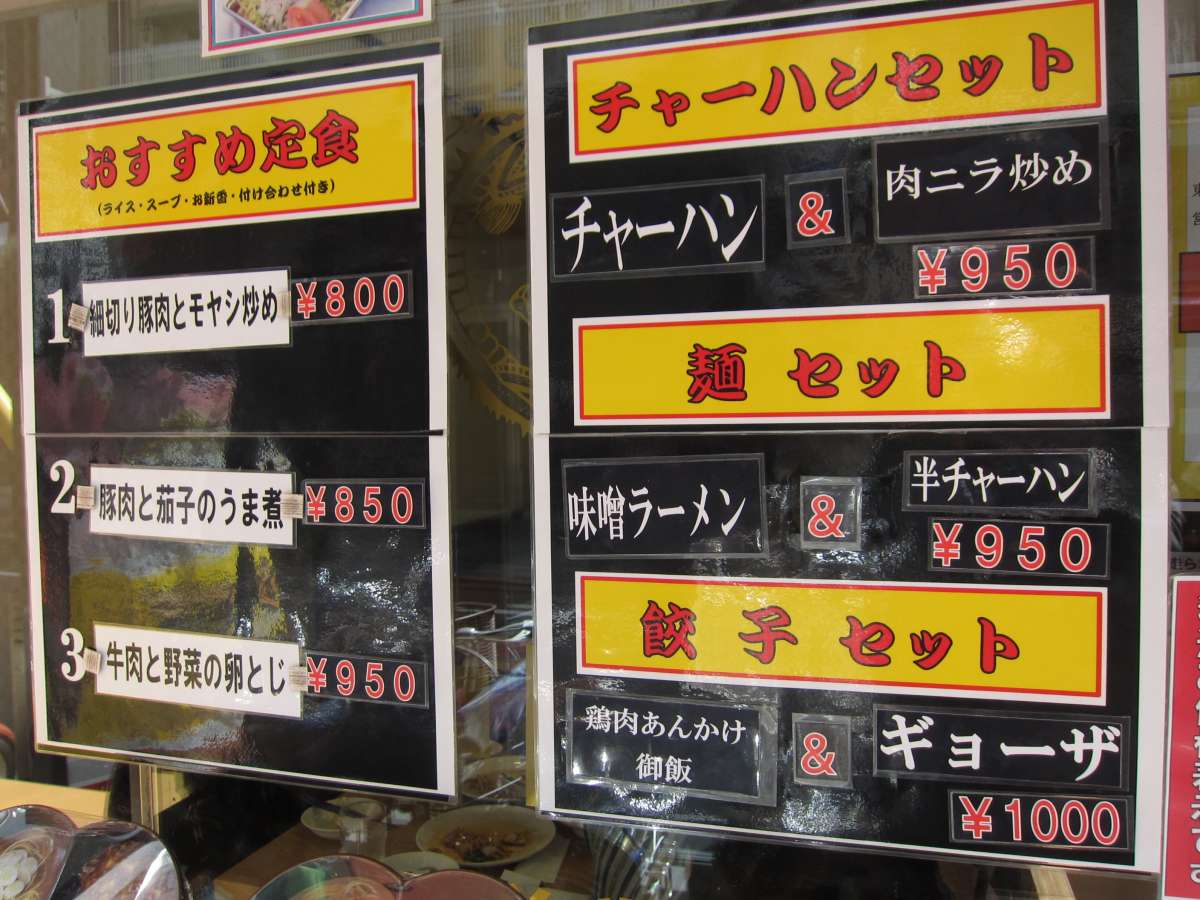 おすすめ定食
（ライス・スープ・お新香・付け合わせ付き）
1 細切り豚肉とモヤシ炒め ¥800
2 豚肉と茄子のうま煮 ¥850
3 牛肉と野菜の卵とじ ¥950
チャーハンセット
チャーハン & 肉ニラ炒め
¥950
麺 セット
味噌ラーメン & 半チャーハン
¥950
餃 子 セット
鶏肉あんかけ
御飯
& ギョーザ
¥1000